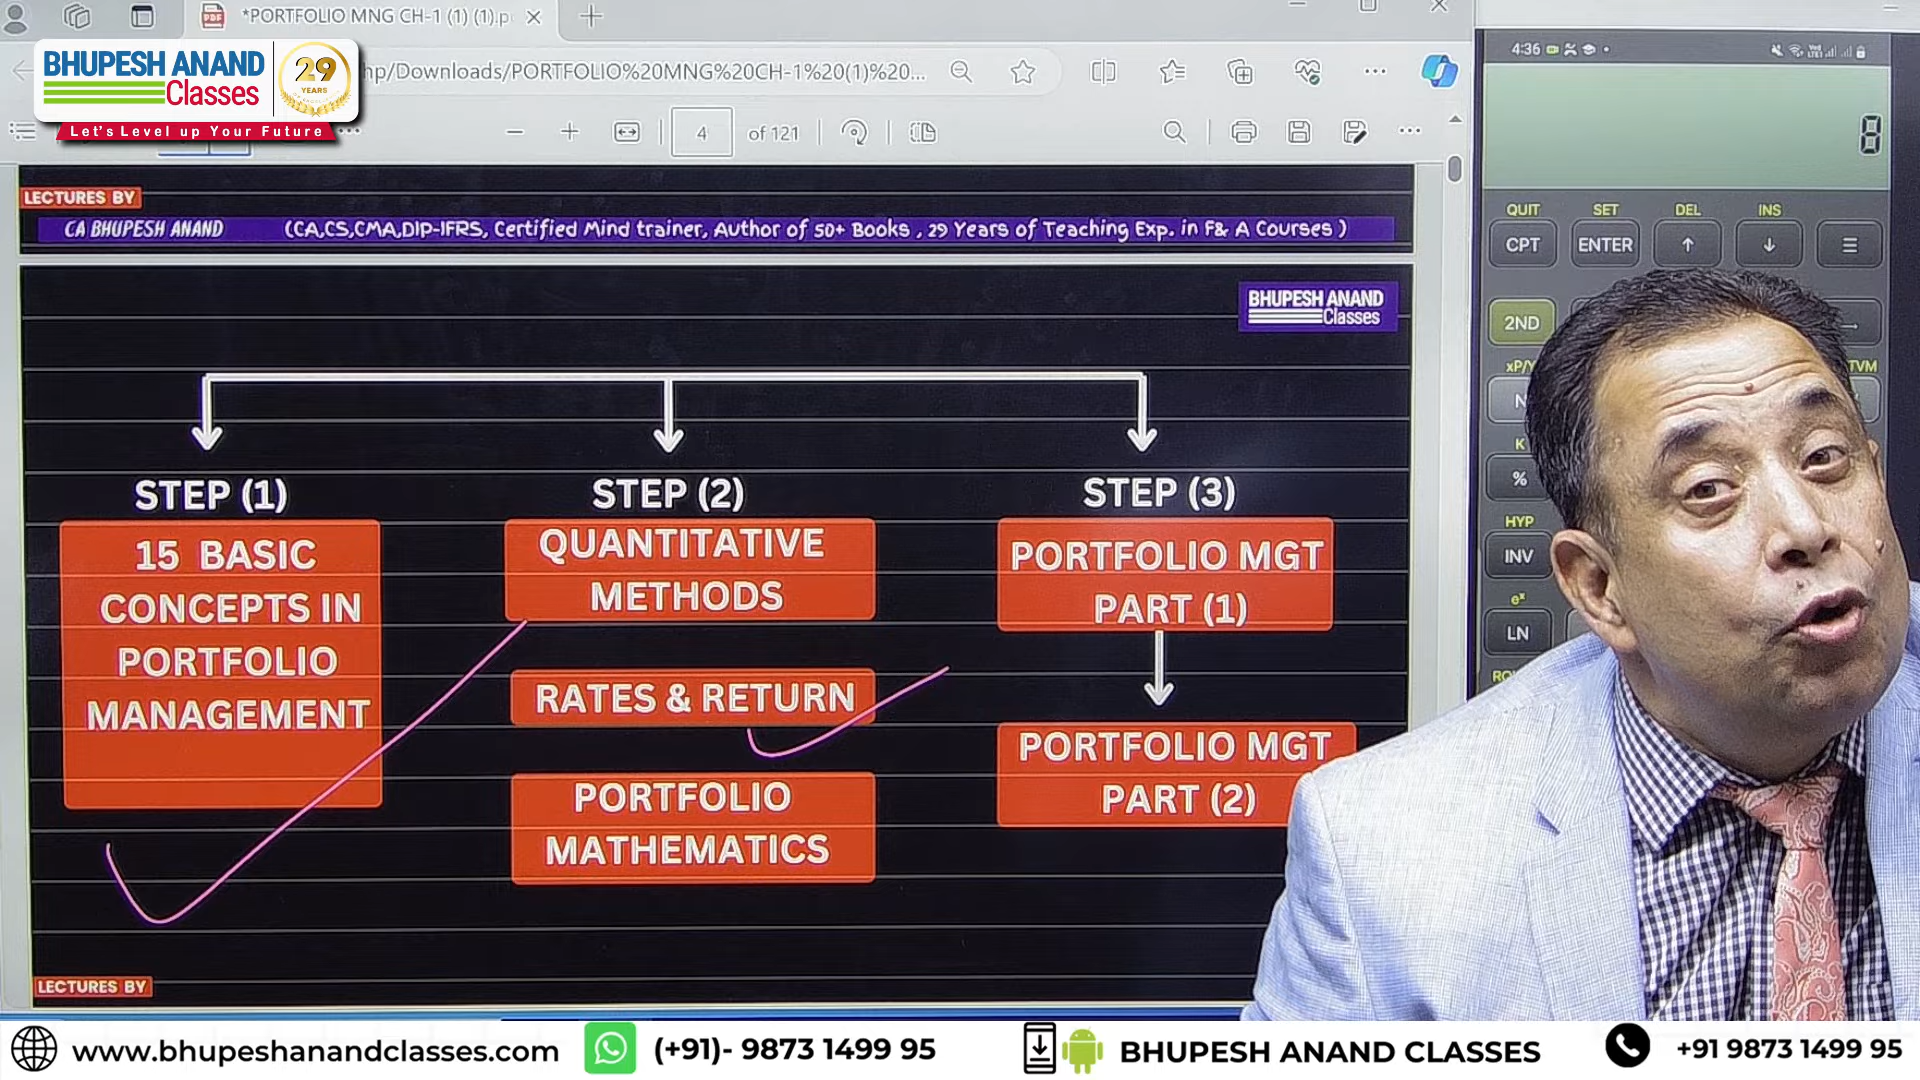 *PORTFOLIO MNG CH-1 (1) (1).p
BHUPESH ANAND
Classes
29
YEARS
Let's Level up Your Future
hp/Downloads/PORTFOLIO%20MNG%20CH-1%20(1)%20...
4 of 121
LECTURES BY
CA BHUPESH ANAND (CA,CS,CMA,DIP-IFRS, Certified Mind trainer, Author of 50+ Books , 29 Years of Teaching Exp. in F& A Courses )
BHUPESH ANAND
Classes
STEP (1)
15 BASIC
CONCEPTS IN
PORTFOLIO
MANAGEMENT
STEP (2)
QUANTITATIVE
METHODS
RATES & RETURN
PORTFOLIO
MATHEMATICS
STEP (3)
PORTFOLIO MGT
PART (1)
PORTFOLIO MGT
PART (2)
LECTURES BY
4:36
8
QUIT SET DEL INS
CPT ENTER ↑ ↓
2ND
xP/Y
TVM
N
K
%
HYP
INV
eˣ
LN
www.bhupeshanandclasses.com
(+91)- 9873 1499 95
BHUPESH ANAND CLASSES
+91 9873 1499 95